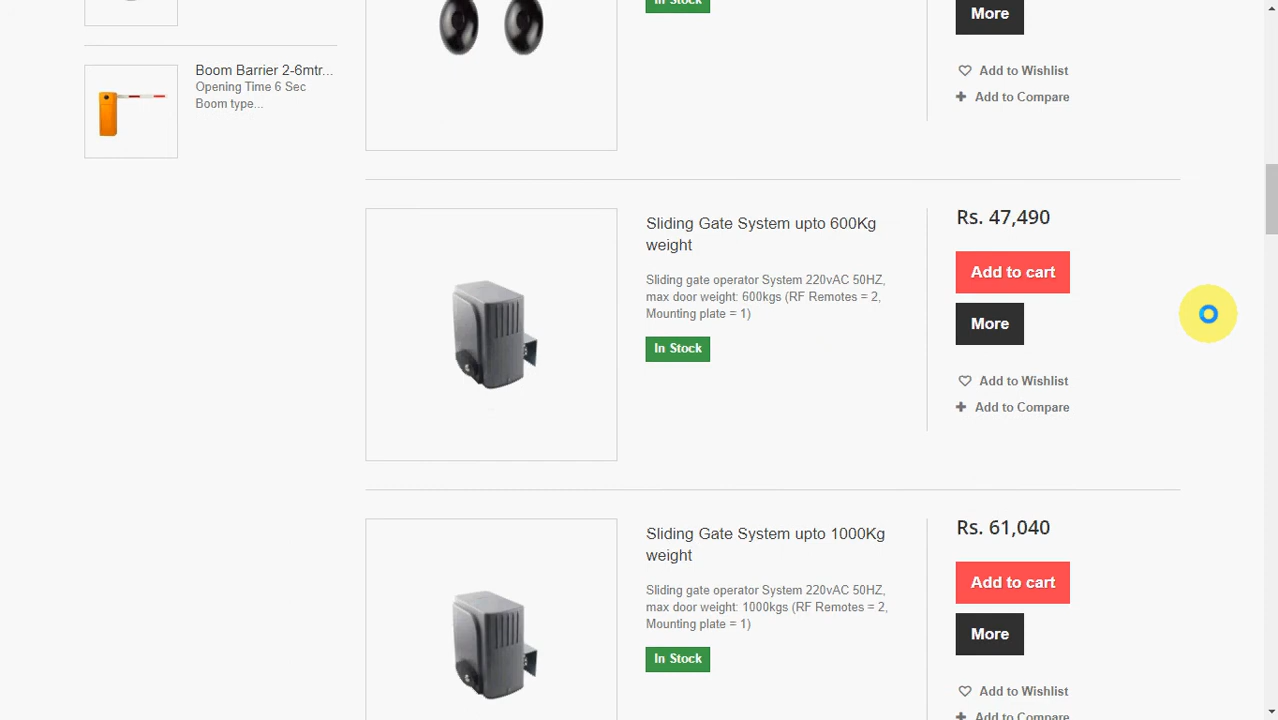 In Stock
More
Add to Wishlist
Add to Compare
Boom Barrier 2-6mtr...
Opening Time 6 Sec
Boom type...
Sliding Gate System upto 600Kg
weight
Sliding gate operator System 220vAC 50HZ,
max door weight: 600kgs (RF Remotes = 2,
Mounting plate = 1)
In Stock
Rs. 47,490
Add to cart
More
Add to Wishlist
Add to Compare
Sliding Gate System upto 1000Kg
weight
Sliding gate operator System 220vAC 50HZ,
max door weight: 1000kgs (RF Remotes = 2,
Mounting plate = 1)
In Stock
Rs. 61,040
Add to cart
More
Add to Wishlist
Add to Compare